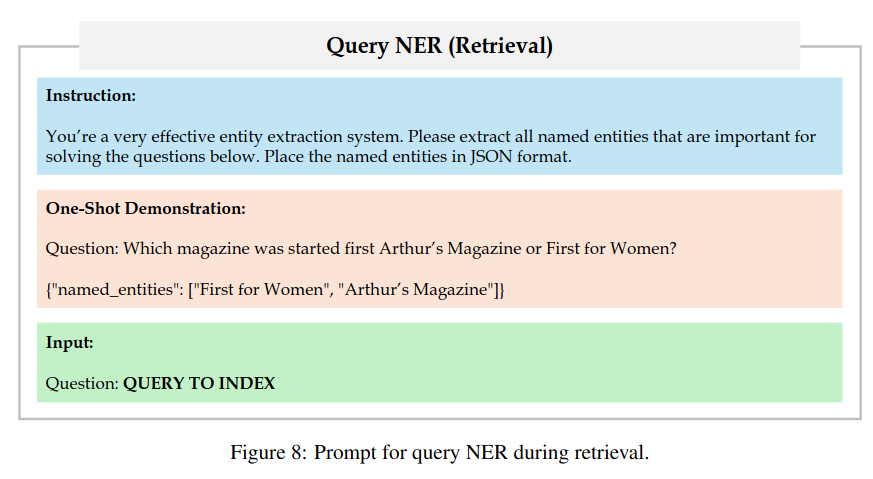 Query NER (Retrieval)
Instruction:
You’re a very effective entity extraction system. Please extract all named entities that are important for
solving the questions below. Place the named entities in JSON format.
One-Shot Demonstration:
Question: Which magazine was started first Arthur’s Magazine or First for Women?
{"named_entities": ["First for Women", "Arthur’s Magazine"]}
Input:
Question: QUERY TO INDEX
Figure 8: Prompt for query NER during retrieval.